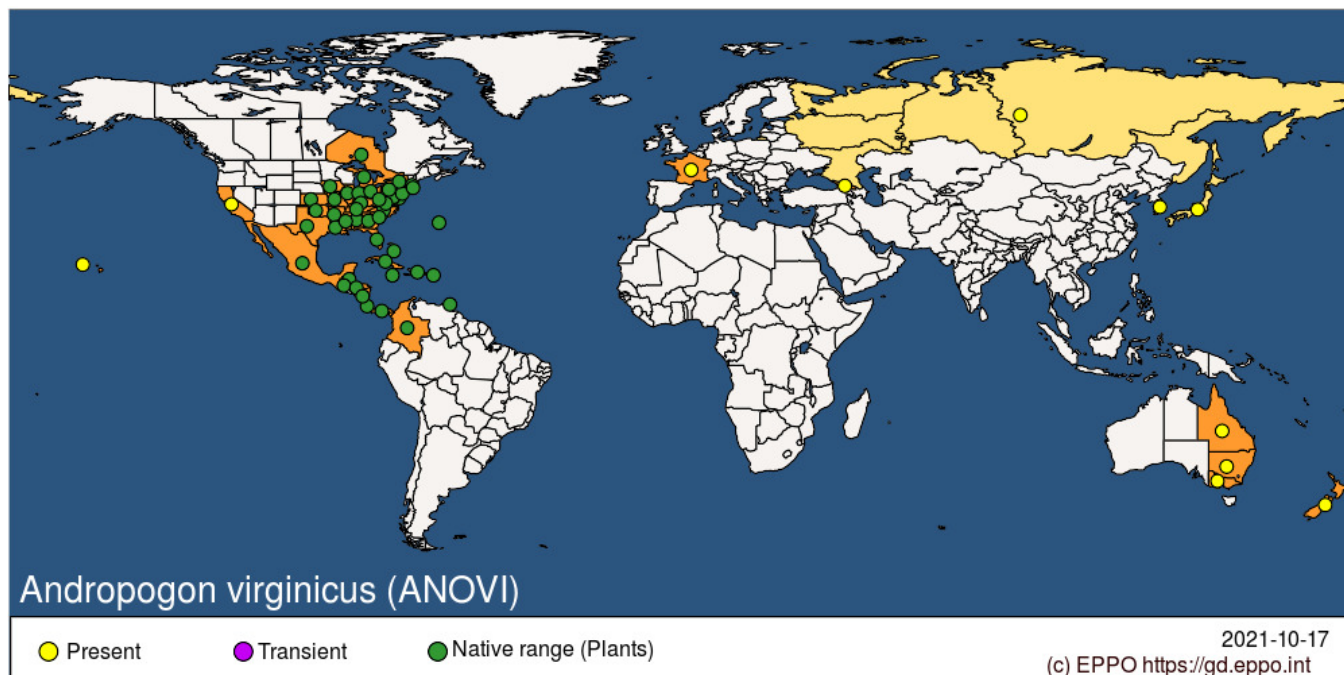 Andropogon virginicus (ANOVI)
Present
Transient
Native range (Plants)
2021-10-17
(c) EPPO https://gd.eppo.int